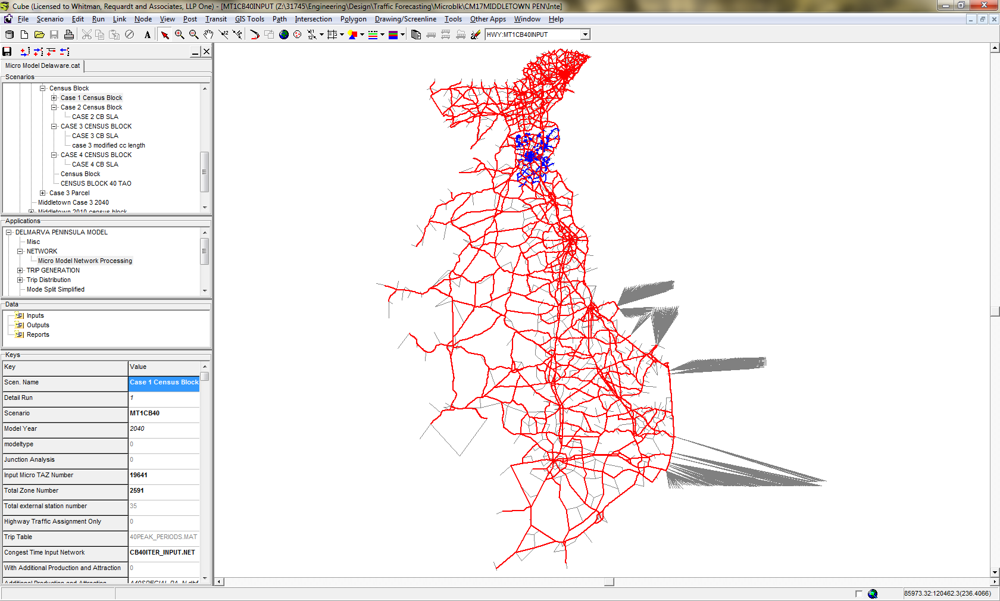 Cube (Licensed to Whitman, Requardt and Associates, LLP One) - [MT1CB40INPUT (Z:\31745\Engineering\Design\Traffic Forecasting\Microblk\CM17MIDDLETOWN PEN\Inte]
File Scenario Edit Run Link Node View Post Transit GIS Tools Path Intersection Polygon Drawing/Screenline Tools Other Apps Window Help
HWY:MT1CB40INPUT
Micro Model Delaware.cat
Scenarios
Census Block
Case 1 Census Block
Case 2 Census Block
CASE 2 CB SLA
CASE 3 CENSUS BLOCK
CASE 3 CB SLA
case 3 modified cc length
CASE 4 CENSUS BLOCK
CASE 4 CB SLA
Census Block
CENSUS BLOCK 40 TAO
Case 3 Parcel
Middletown Case 3 2040
Middletown 2010 census block
Applications
DELMARVA PENINSULA MODEL
Misc
NETWORK
Micro Model Network Processing
TRIP GENERATION
Trip Distribution
Mode Split Simplified
Data
Inputs
Outputs
Reports
Keys
Key Value
Scen. Name Case 1 Census Block
Detail Run 1
Scenario MT1CB40
Model Year 2040
modeltype 0
Junction Analysis 0
Input Micro TAZ Number 19641
Total Zone Number 2591
Total external station number 35
Highway Traffic Assignment Only 0
Trip Table 40PEAK_PERIODS.MAT
Congest Time Input Network CB40ITER_INPUT.NET
With Additional Production and Attraction 0
Additional Production and Attraction A40SPECIAL_PA_N.dbf
85973.32:120462.3(236.4066)